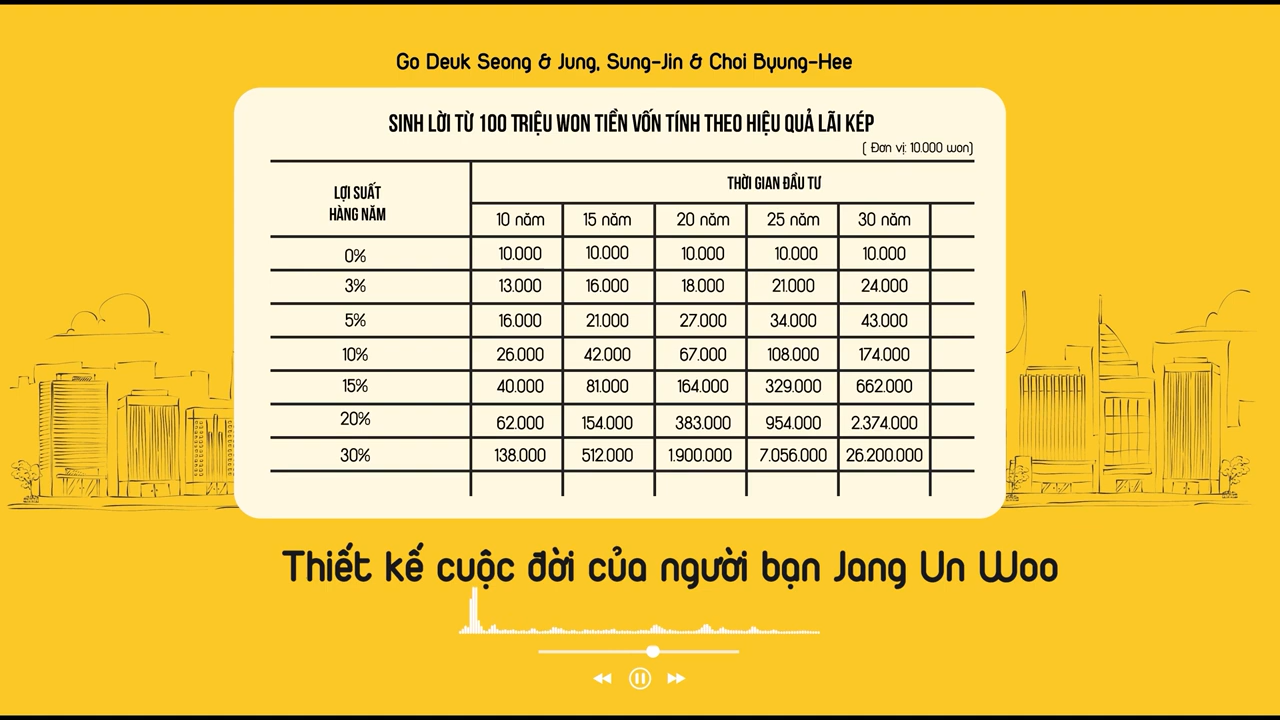 Go Deuk Seong & Jung, Sung-Jin & Choi Byung-Hee
SINH LỜI TỪ 100 TRIỆU WON TIỀN VỐN TÍNH THEO HIỆU QUẢ LÃI KÉP
( Đơn vị: 10.000 won)
LỢI SUẤT
HÀNG NĂM
THỜI GIAN ĐẦU TƯ
10 năm 15 năm 20 năm 25 năm 30 năm
0% 10.000 10.000 10.000 10.000 10.000
3% 13.000 16.000 18.000 21.000 24.000
5% 16.000 21.000 27.000 34.000 43.000
10% 26.000 42.000 67.000 108.000 174.000
15% 40.000 81.000 164.000 329.000 662.000
20% 62.000 154.000 383.000 954.000 2.374.000
30% 138.000 512.000 1.900.000 7.056.000 26.200.000
Thiết kế cuộc đời của người bạn Jang Un Woo